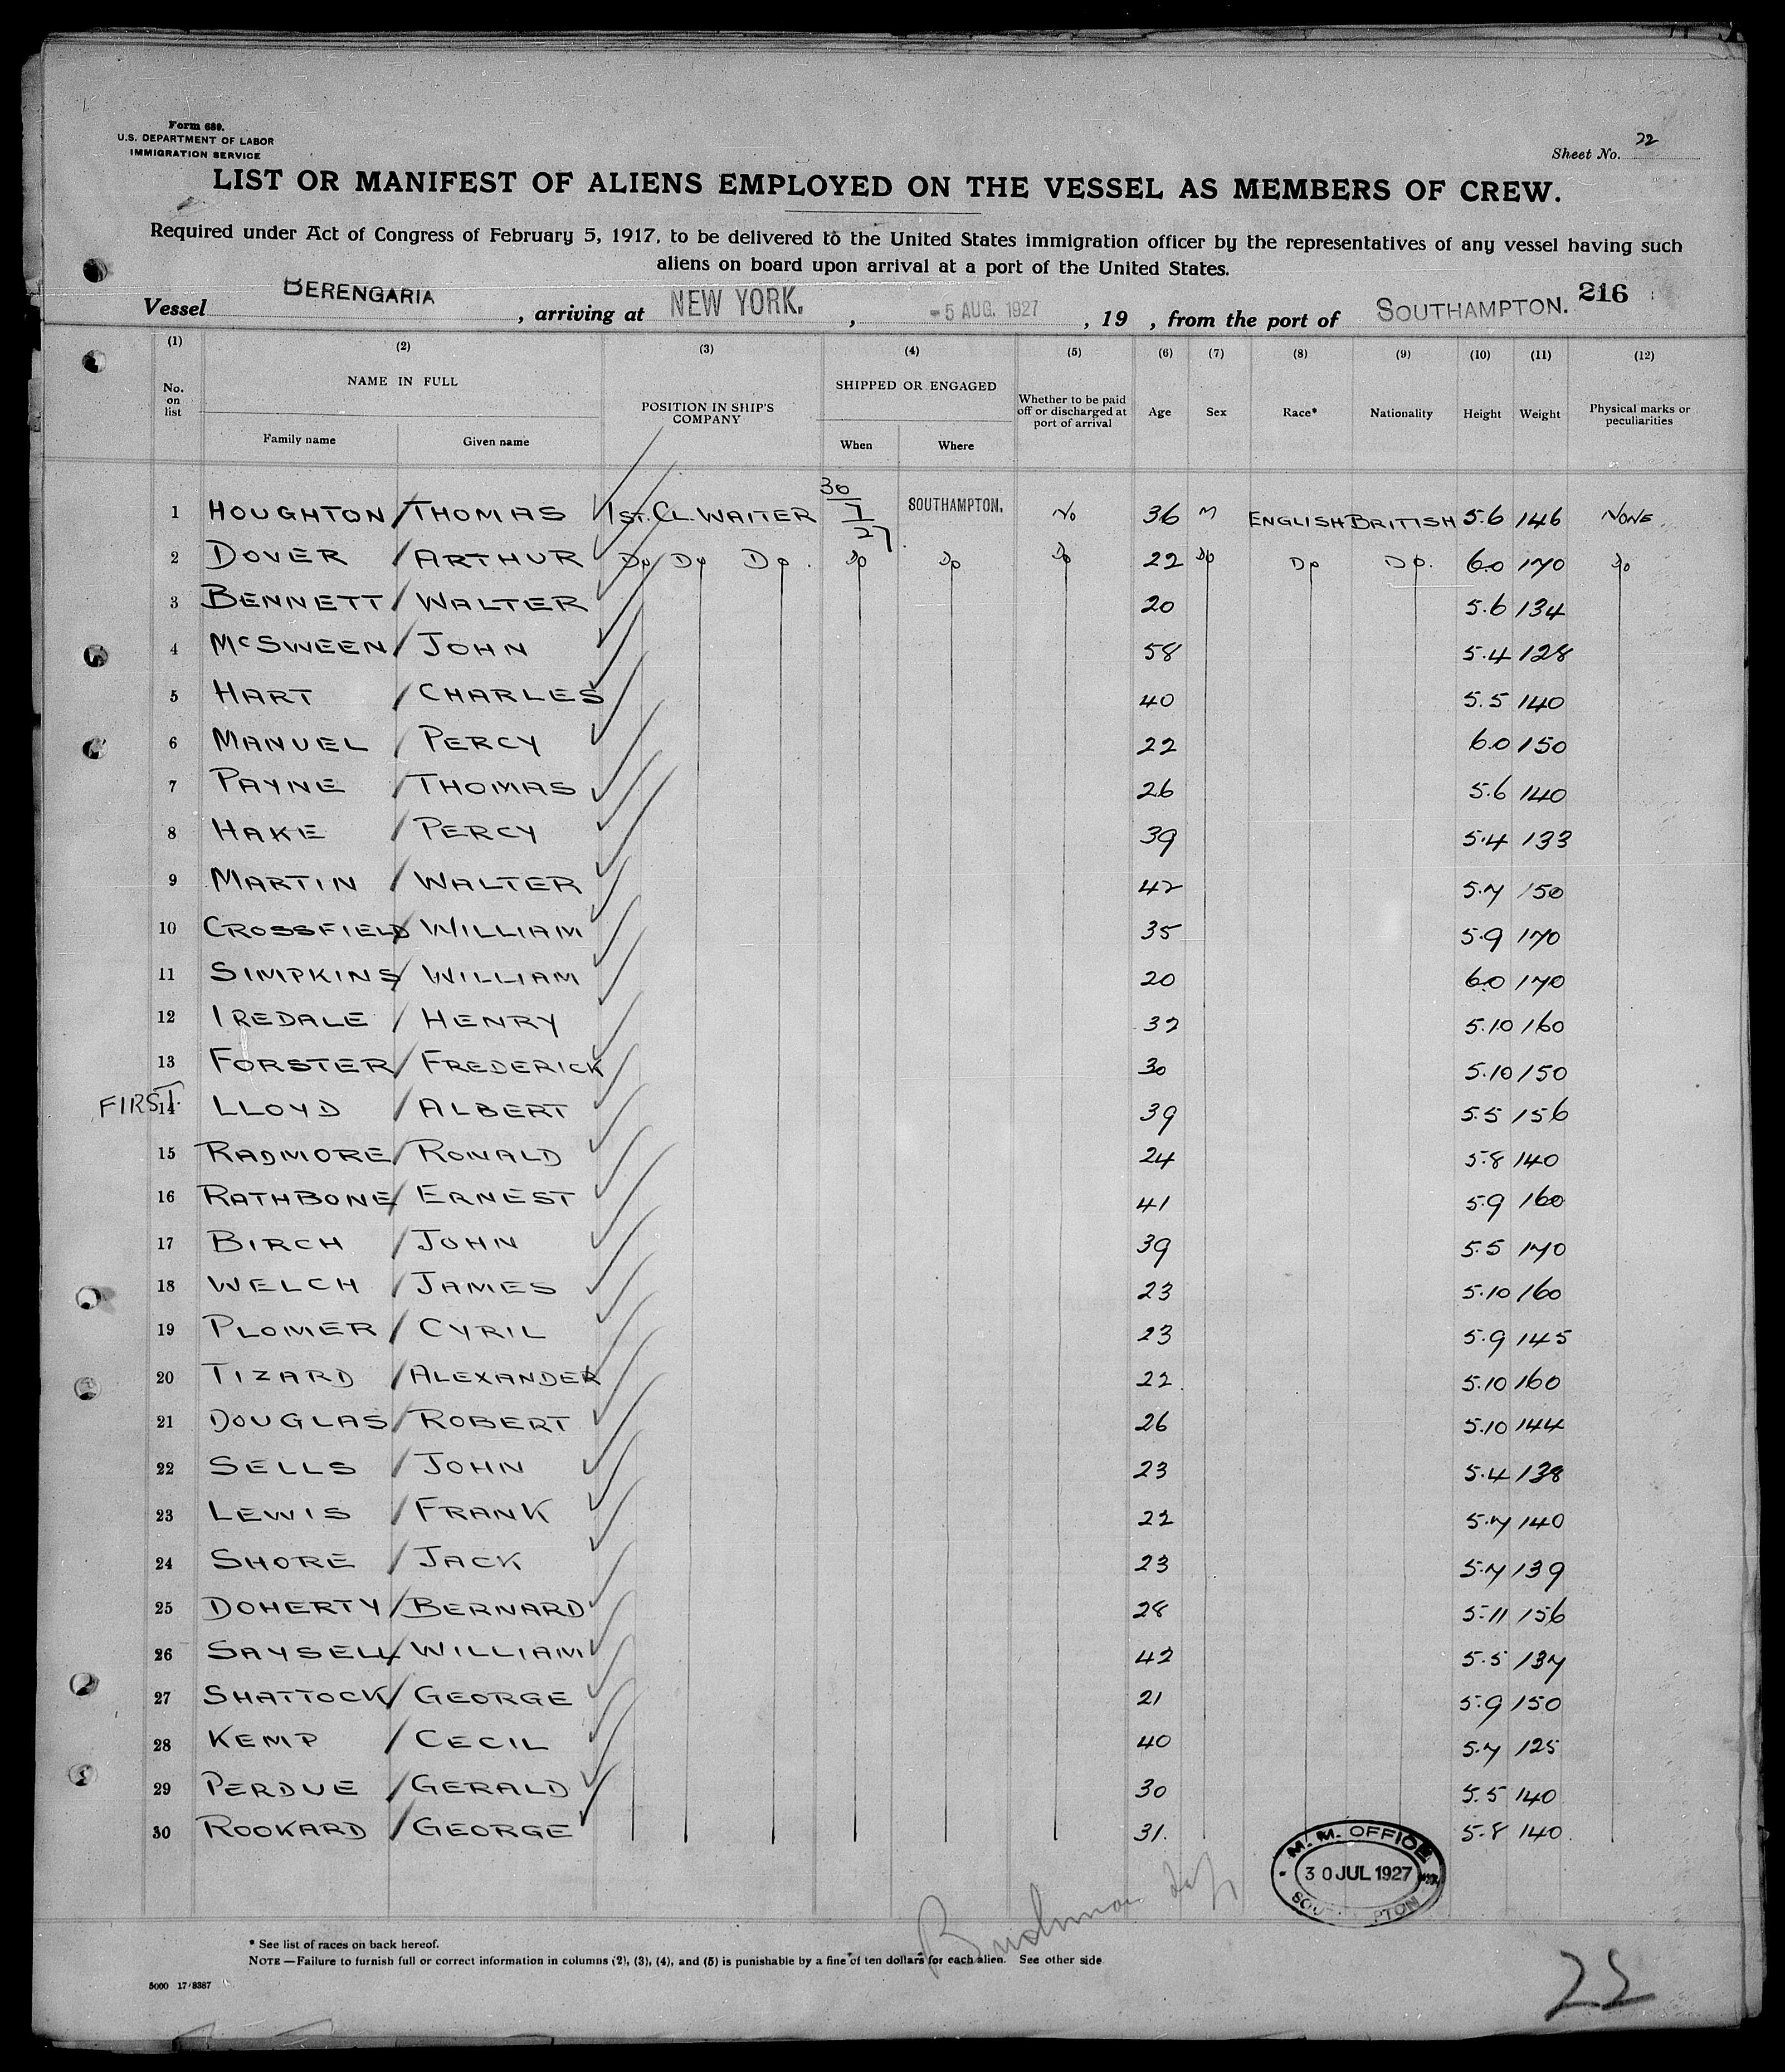 Form 689.
U.S. DEPARTMENT OF LABOR
IMMIGRATION SERVICE
Sheet No. 22
LIST OR MANIFEST OF ALIENS EMPLOYED ON THE VESSEL AS MEMBERS OF CREW.
Required under Act of Congress of February 5, 1917, to be delivered to the United States immigration officer by the representatives of any vessel having such
aliens on board upon arrival at a port of the United States.
216
Vessel BERENGARIA, arriving at NEW YORK., -5 AUG. 1927, 19 , from the port of SOUTHAMPTON.
(1) (2) (3) (4) (5) (6) (7) (8) (9) (10) (11) (12)
No. on list NAME IN FULL Family name Given name POSITION IN SHIP'S COMPANY SHIPPED OR ENGAGED When Where Whether to be paid off or discharged at port of arrival Age Sex Race* Nationality Height Weight Physical marks or peculiarities
1 HOUGHTON THOMAS 1ST. CL. WAITER 30/7/27 SOUTHAMPTON. No 36 M ENGLISH BRITISH 5.6 146 NONE
2 DOVER ARTHUR Do Do Do. Do Do Do 22 Do Do Do. 6.0 170 Do
3 BENNETT WALTER 20 5.6 134
4 McSWEEN JOHN 58 5.4 128
5 HART CHARLES 40 5.5 140
6 MANUEL PERCY 22 6.0 150
7 PAYNE THOMAS 26 5.6 140
8 HAKE PERCY 39 5.4 133
9 MARTIN WALTER 42 5.7 150
10 CROSSFIELD WILLIAM 35 5.9 170
11 SIMPKINS WILLIAM 20 6.0 170
12 IREDALE HENRY 32 5.10 160
13 FORSTER FREDERICK 30 5.10 150
FIRST. 14 LLOYD ALBERT 39 5.5 156
15 RADMORE RONALD 24 5.8 140
16 RATHBONE ERNEST 41 5.9 160
17 BIRCH JOHN 39 5.5 170
18 WELCH JAMES 23 5.10 160
19 PLOMER CYRIL 23 5.9 145
20 TIZARD ALEXANDER 22. 5.10 160
21 DOUGLAS ROBERT 26 5.10 144
22 SELLS JOHN 23 5.4 138
23 LEWIS FRANK 22 5.7 140
24 SHORE JACK 23 5.7 139
25 DOHERTY BERNARD 28 5.11 156
26 SAYSELL WILLIAM 42 5.5 137
27 SHATTOCK GEORGE 21 5.9 150
28 KEMP CECIL 40 5.7 125
29 PERDUE GERALD 30 5.5 140
30 ROOKARD GEORGE 31. 5.8 140.
M.M. OFFICE
30 JUL 1927
* See list of races on back hereof.
NOTE—Failure to furnish full or correct information in columns (2), (3), (4), and (5) is punishable by a fine of ten dollars for each alien. See other side
5000 17/8387
22